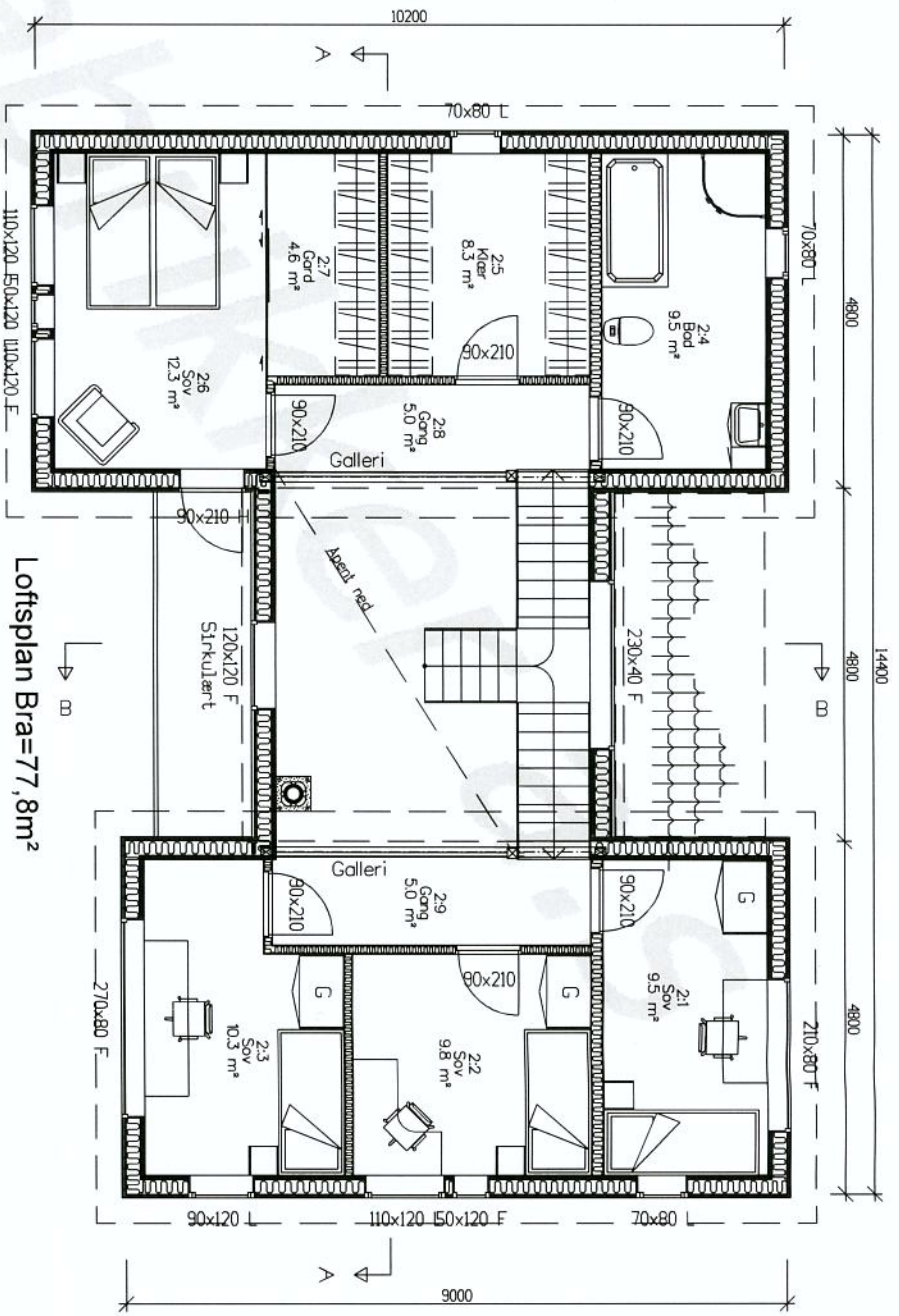 10200
A
70x80 L
70x80 L
4800
4800
4800
14400
2:7
Gard
4.6 m²
2:5
Klær
8.3 m²
90x210
2:4
Bad
9.5 m²
110x120 F
50x120 L
110x120 F
2:6
Sov
12.3 m²
90x210
2:8
Gang
5.0 m²
Galleri
90x210
90x210
Apent ned
120x120 F
Sirkulært
230x40 F
B
B
Loftsplan Bra=77,8m²
Galleri
90x210
2:9
Gang
5.0 m²
90x210
G
2:1
Sov
9.5 m²
210x80 F
90x210
G
G
270x80 F
2:3
Sov
10.3 m²
2:2
Sov
9.8 m²
90x120 L
110x120 L
50x120 F
70x80 L
A
9000